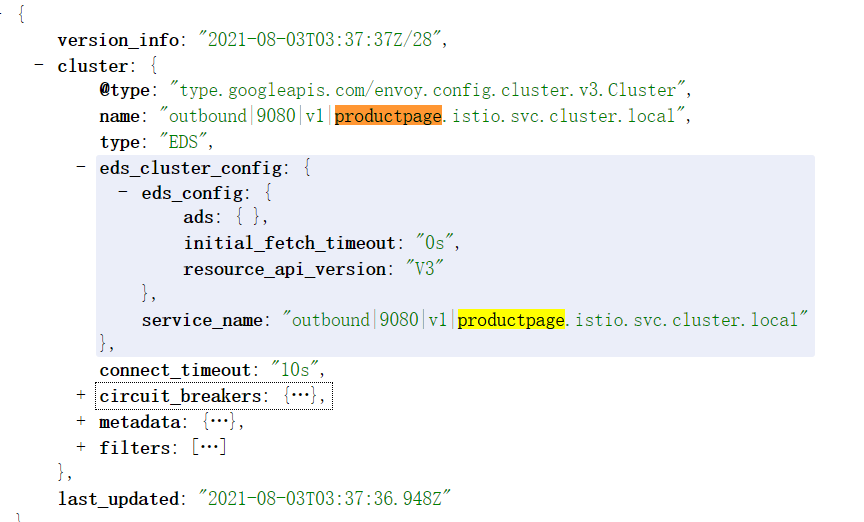 - {
version_info: "2021-08-03T03:37:37Z/28",
- cluster: {
@type: "type.googleapis.com/envoy.config.cluster.v3.Cluster",
name: "outbound|9080|v1|productpage.istio.svc.cluster.local",
type: "EDS",
- eds_cluster_config: {
- eds_config: {
ads: { },
initial_fetch_timeout: "0s",
resource_api_version: "V3"
},
service_name: "outbound|9080|v1|productpage.istio.svc.cluster.local"
},
connect_timeout: "10s",
+ circuit_breakers: {…},
+ metadata: {…},
+ filters: […]
},
last_updated: "2021-08-03T03:37:36.948Z"
}